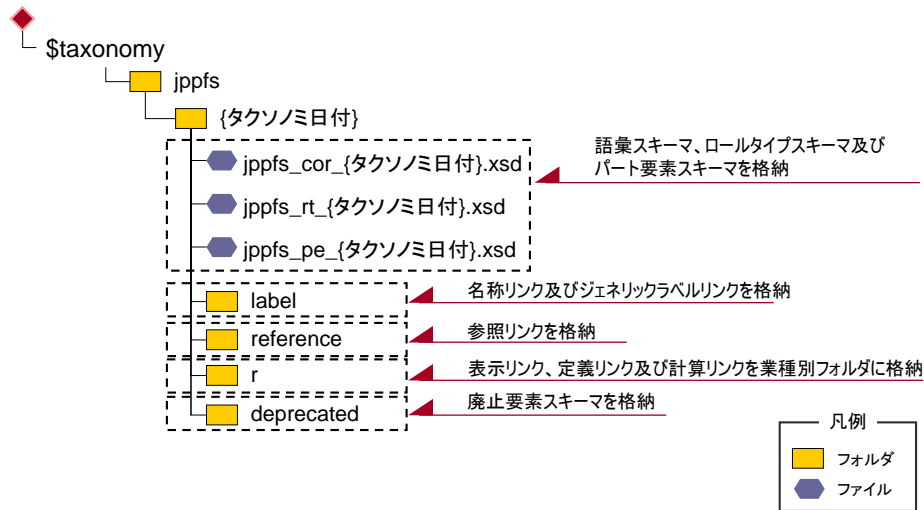 $taxonomy
jppfs
{タクソノミ日付}
jppfs_cor_{タクソノミ日付}.xsd
jppfs_rt_{タクソノミ日付}.xsd
jppfs_pe_{タクソノミ日付}.xsd
語彙スキーマ、ロールタイプスキーマ及び
パート要素スキーマを格納
label
名称リンク及びジェネリックラベルリンクを格納
reference
参照リンクを格納
r
表示リンク、定義リンク及び計算リンクを業種別フォルダに格納
deprecated
廃止要素スキーマを格納
凡例
フォルダ
ファイル